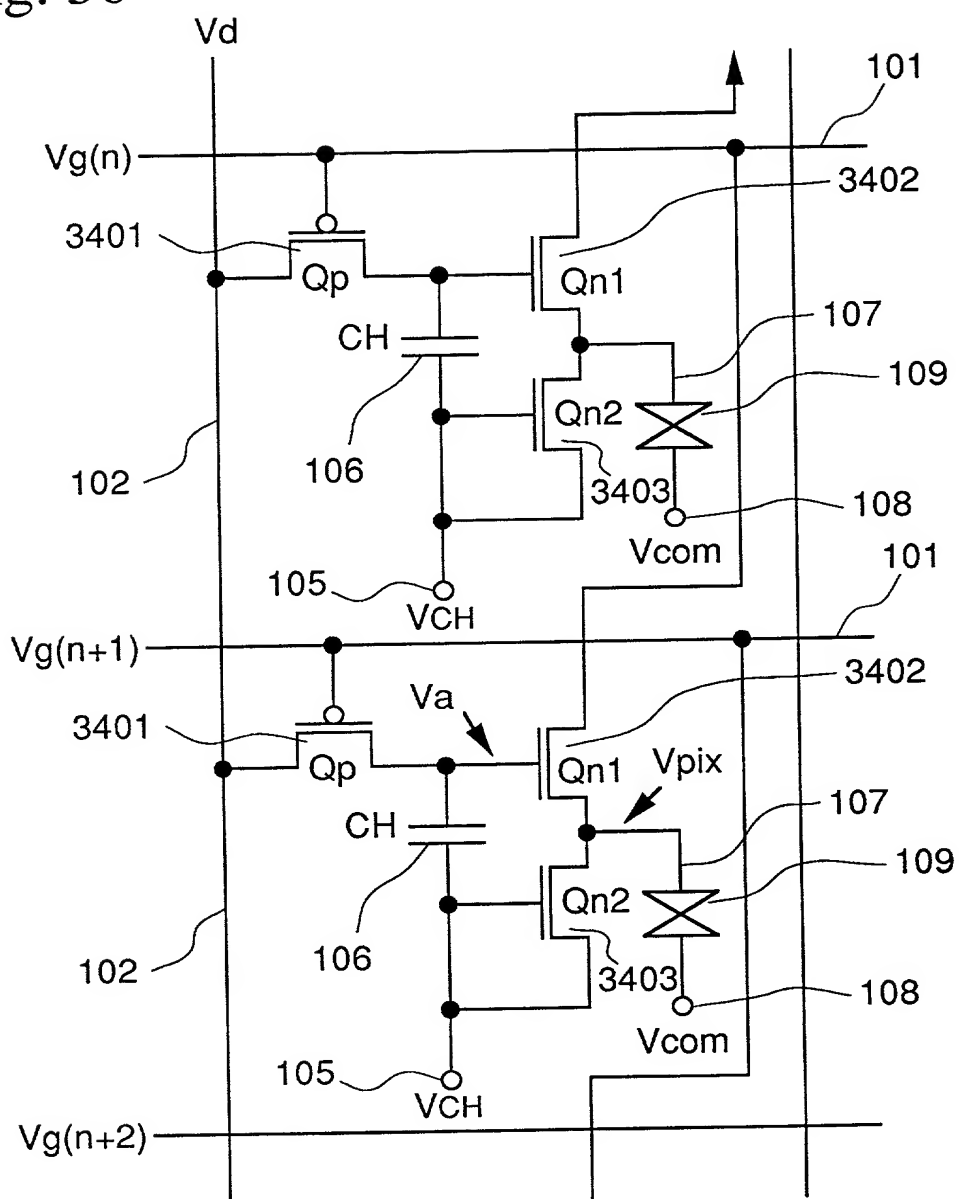 Vd
101
Vg(n)
3402
3401
Qp
Qn1
CH
107
109
Qn2
102
106
3403
108
Vcom
105
VCH
101
Vg(n+1)
3402
Va
3401
Qp
Qn1
Vpix
CH
107
109
Qn2
102
106
3403
108
Vcom
105
VCH
Vg(n+2)